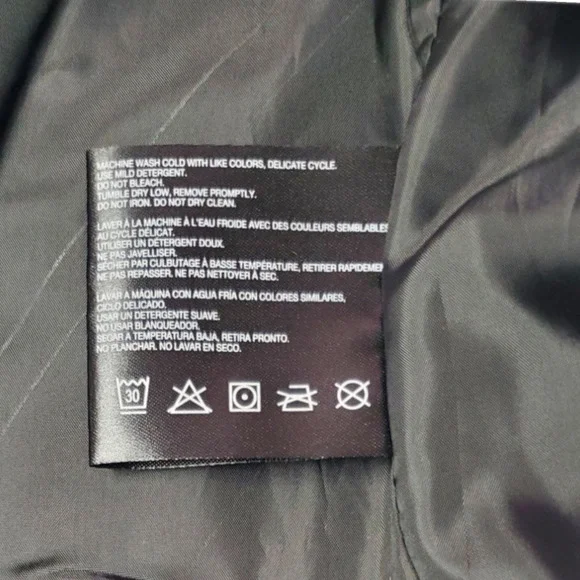 MACHINE WASH COLD WITH LIKE COLORS, DELICATE CYCLE.
USE MILD DETERGENT.
DO NOT BLEACH.
TUMBLE DRY LOW, REMOVE PROMPTLY.
DO NOT IRON. DO NOT DRY CLEAN.
LAVER À LA MACHINE À L'EAU FROIDE AVEC DES COULEURS SEMBLABLES
AU CYCLE DÉLICAT.
UTILISER UN DÉTERGENT DOUX.
NE PAS JAVELLISER.
SÉCHER PAR CULBUTAGE À BASSE TEMPÉRATURE, RETIRER RAPIDEMEN
NE PAS REPASSER. NE PAS NETTOYER À SEC.
LAVAR A MÁQUINA CON AGUA FRÍA CON COLORES SIMILARES,
CICLO DELICADO.
USAR UN DETERGENTE SUAVE.
NO USAR BLANQUEADOR.
SECAR A TEMPERATURA BAJA, RETIRA PRONTO.
NO PLANCHAR. NO LAVAR EN SECO.
30